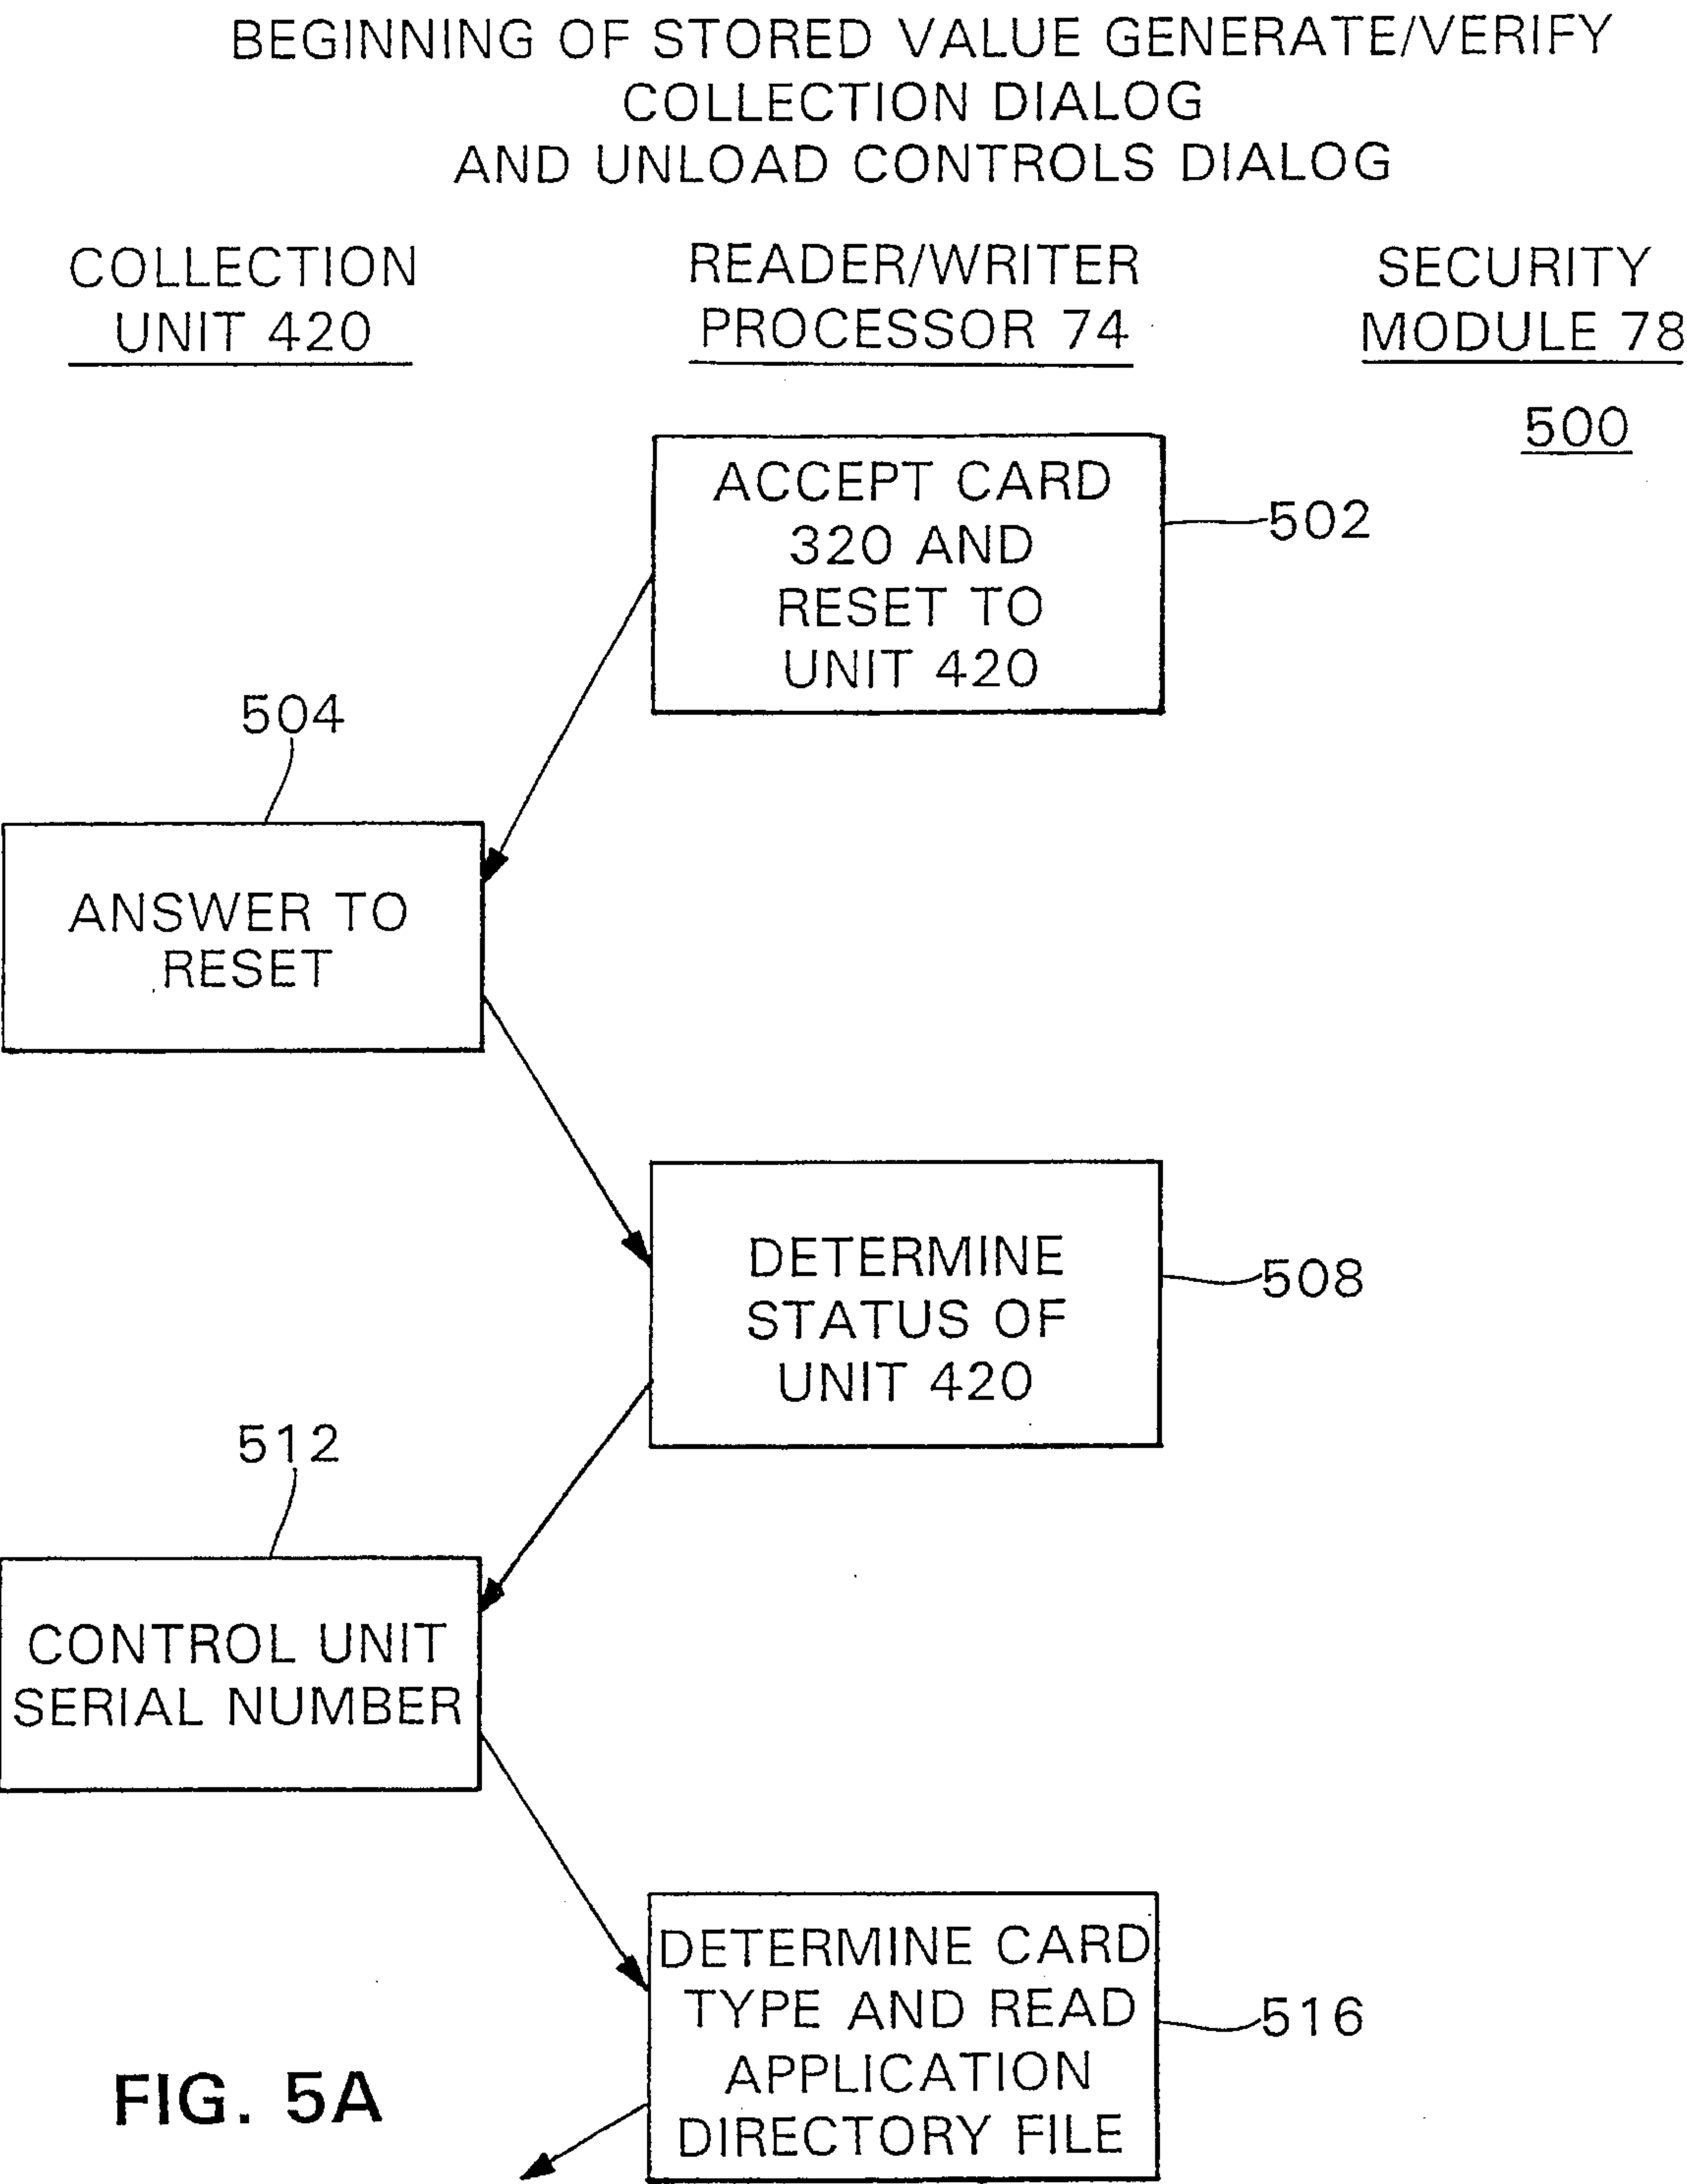 BEGINNING OF STORED VALUE GENERATE/VERIFY
COLLECTION DIALOG
AND UNLOAD CONTROLS DIALOG
COLLECTION
UNIT 420
READER/WRITER
PROCESSOR 74
SECURITY
MODULE 78
500
ACCEPT CARD
320 AND
RESET TO
UNIT 420
502
504
ANSWER TO
RESET
DETERMINE
STATUS OF
UNIT 420
508
512
CONTROL UNIT
SERIAL NUMBER
DETERMINE CARD
TYPE AND READ
APPLICATION
DIRECTORY FILE
516
FIG. 5A